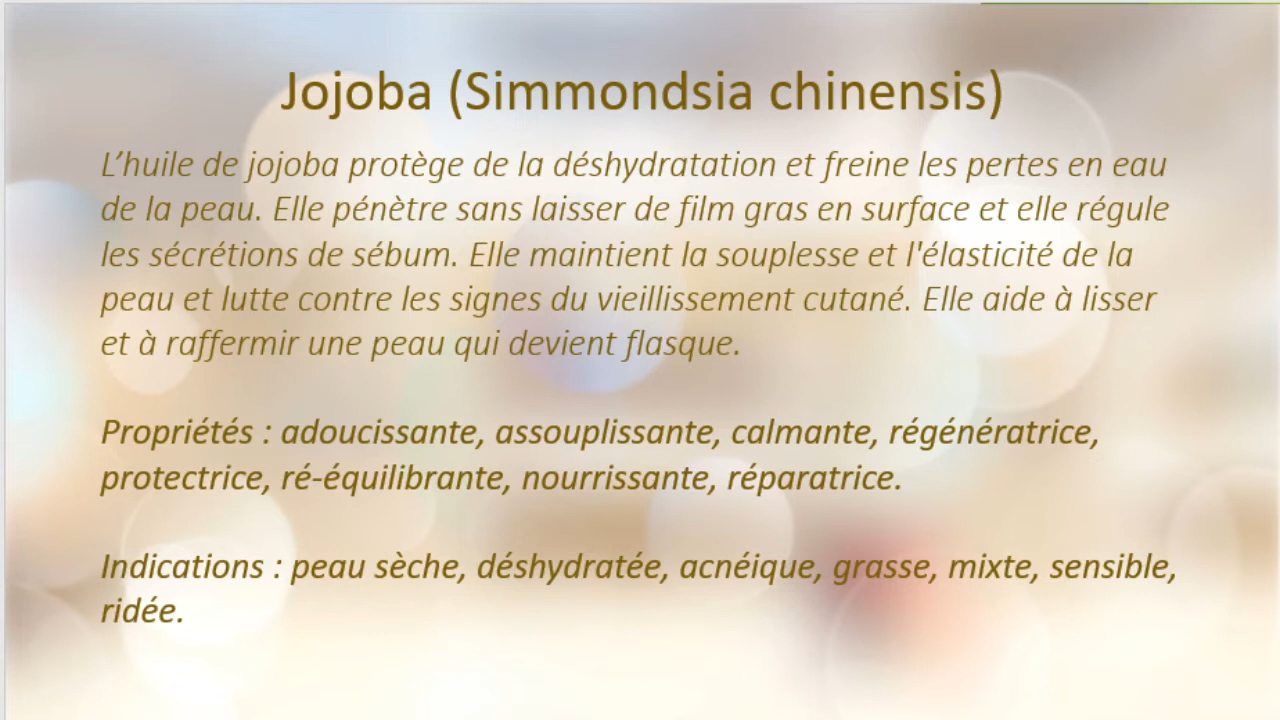 Jojoba (Simmondsia chinensis)
L’huile de jojoba protège de la déshydratation et freine les pertes en eau
de la peau. Elle pénètre sans laisser de film gras en surface et elle régule
les sécrétions de sébum. Elle maintient la souplesse et l'élasticité de la
peau et lutte contre les signes du vieillissement cutané. Elle aide à lisser
et à raffermir une peau qui devient flasque.
Propriétés : adoucissante, assouplissante, calmante, régénératrice,
protectrice, ré-équilibrante, nourrissante, réparatrice.
Indications : peau sèche, déshydratée, acnéique, grasse, mixte, sensible,
ridée.